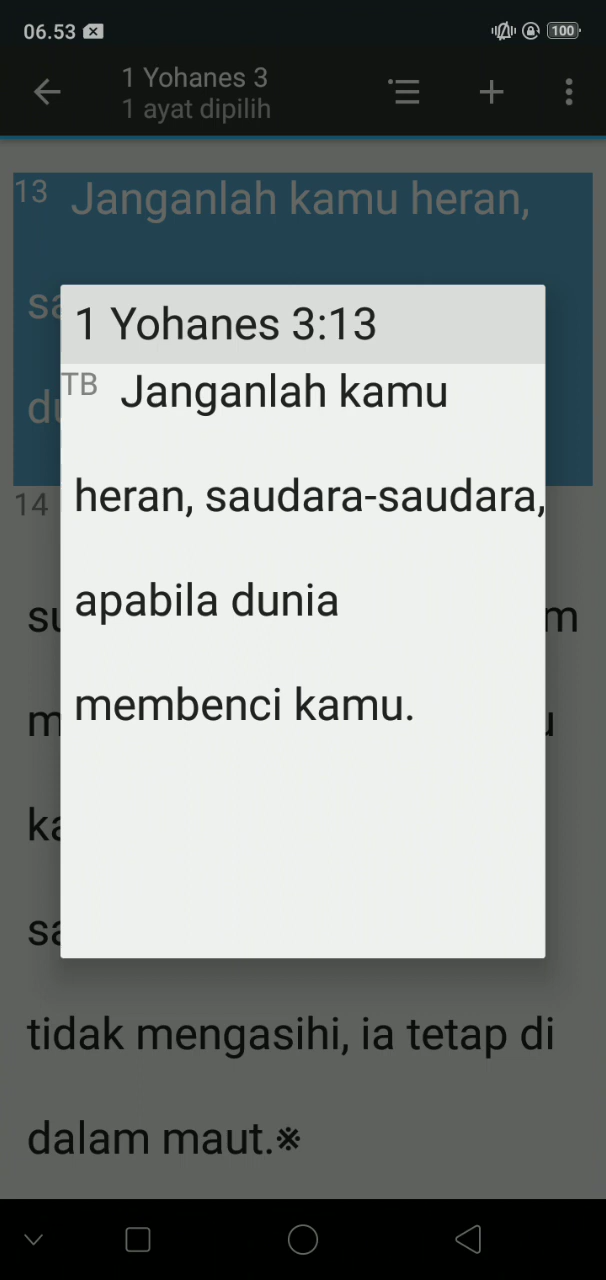 06.53
100
1 Yohanes 3
1 ayat dipilih
13 Janganlah kamu heran,
1 Yohanes 3:13
TB Janganlah kamu
heran, saudara-saudara,
apabila dunia
membenci kamu.
14
tidak mengasihi, ia tetap di
dalam maut.※